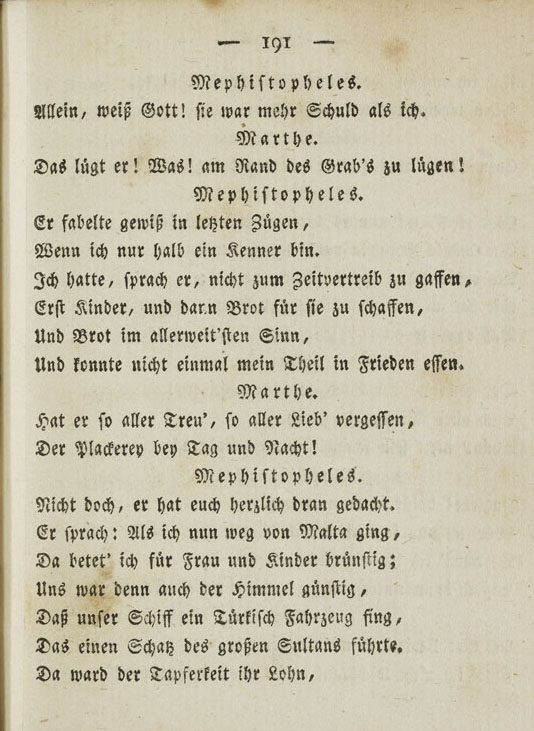 — 191 —
Mephistopheles.
Allein, weiß Gott! sie war mehr Schuld als ich.
Marthe.
Das lügt er! Was! am Rand des Grab's zu lügen!
Mephistopheles.
Er fabelte gewiß in letzten Zügen,
Wenn ich nur halb ein Kenner bin.
Ich hatte, sprach er, nicht zum Zeitvertreib zu gaffen,
Erst Kinder, und dann Brot für sie zu schaffen,
Und Brot im allerweit'sten Sinn,
Und konnte nicht einmal mein Theil in Frieden essen.
Marthe.
Hat er so aller Treu', so aller Lieb' vergessen,
Der Plackerey bey Tag und Nacht!
Mephistopheles.
Nicht doch, er hat euch herzlich dran gedacht.
Er sprach: Als ich nun weg von Malta ging,
Da betet' ich für Frau und Kinder brünstig;
Uns war denn auch der Himmel günstig,
Daß unser Schiff ein Türkisch Fahrzeug fing,
Das einen Schatz des großen Sultans führte.
Da ward der Tapferkeit ihr Lohn,